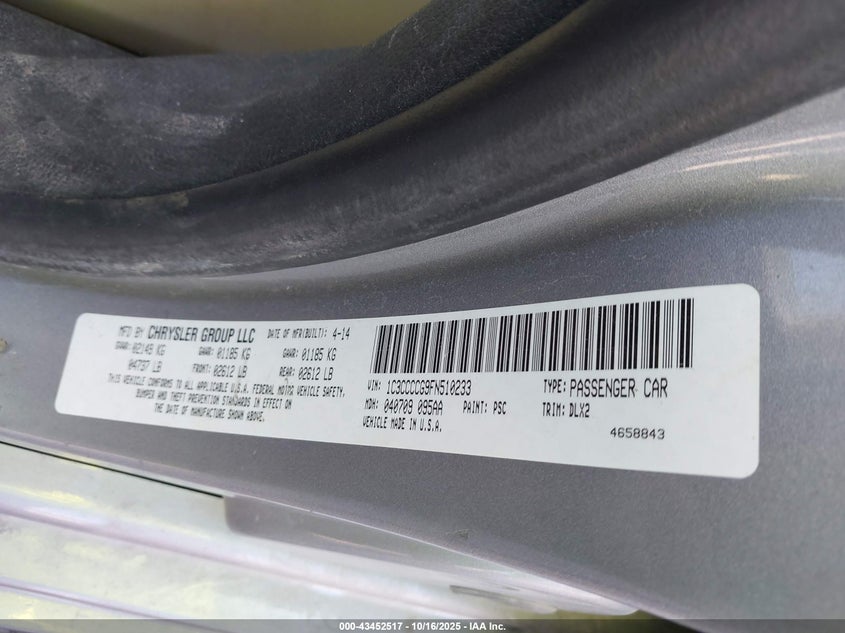 MFD BY CHRYSLER GROUP LLC DATE OF MFR(BUILT): 4-14
GVWR: 02149 KG GAWR: 01185 KG GAWR: 01185 KG
04737 LB FRONT: 02612 LB REAR: 02612 LB
THIS VEHICLE CONFORMS TO ALL APPLICABLE U.S.A. FEDERAL MOTOR VEHICLE SAFETY,
BUMPER AND THEFT PREVENTION STANDARDS IN EFFECT ON
THE DATE OF MANUFACTURE SHOWN ABOVE.
VIN: 1C3CCCCG9FN510233 TYPE: PASSENGER CAR
MDH: 040709 095AA PAINT: PSC TRIM: DLX2
VEHICLE MADE IN U.S.A. 4658843
000-43452517 - 10/16/2025 - IAA Inc.